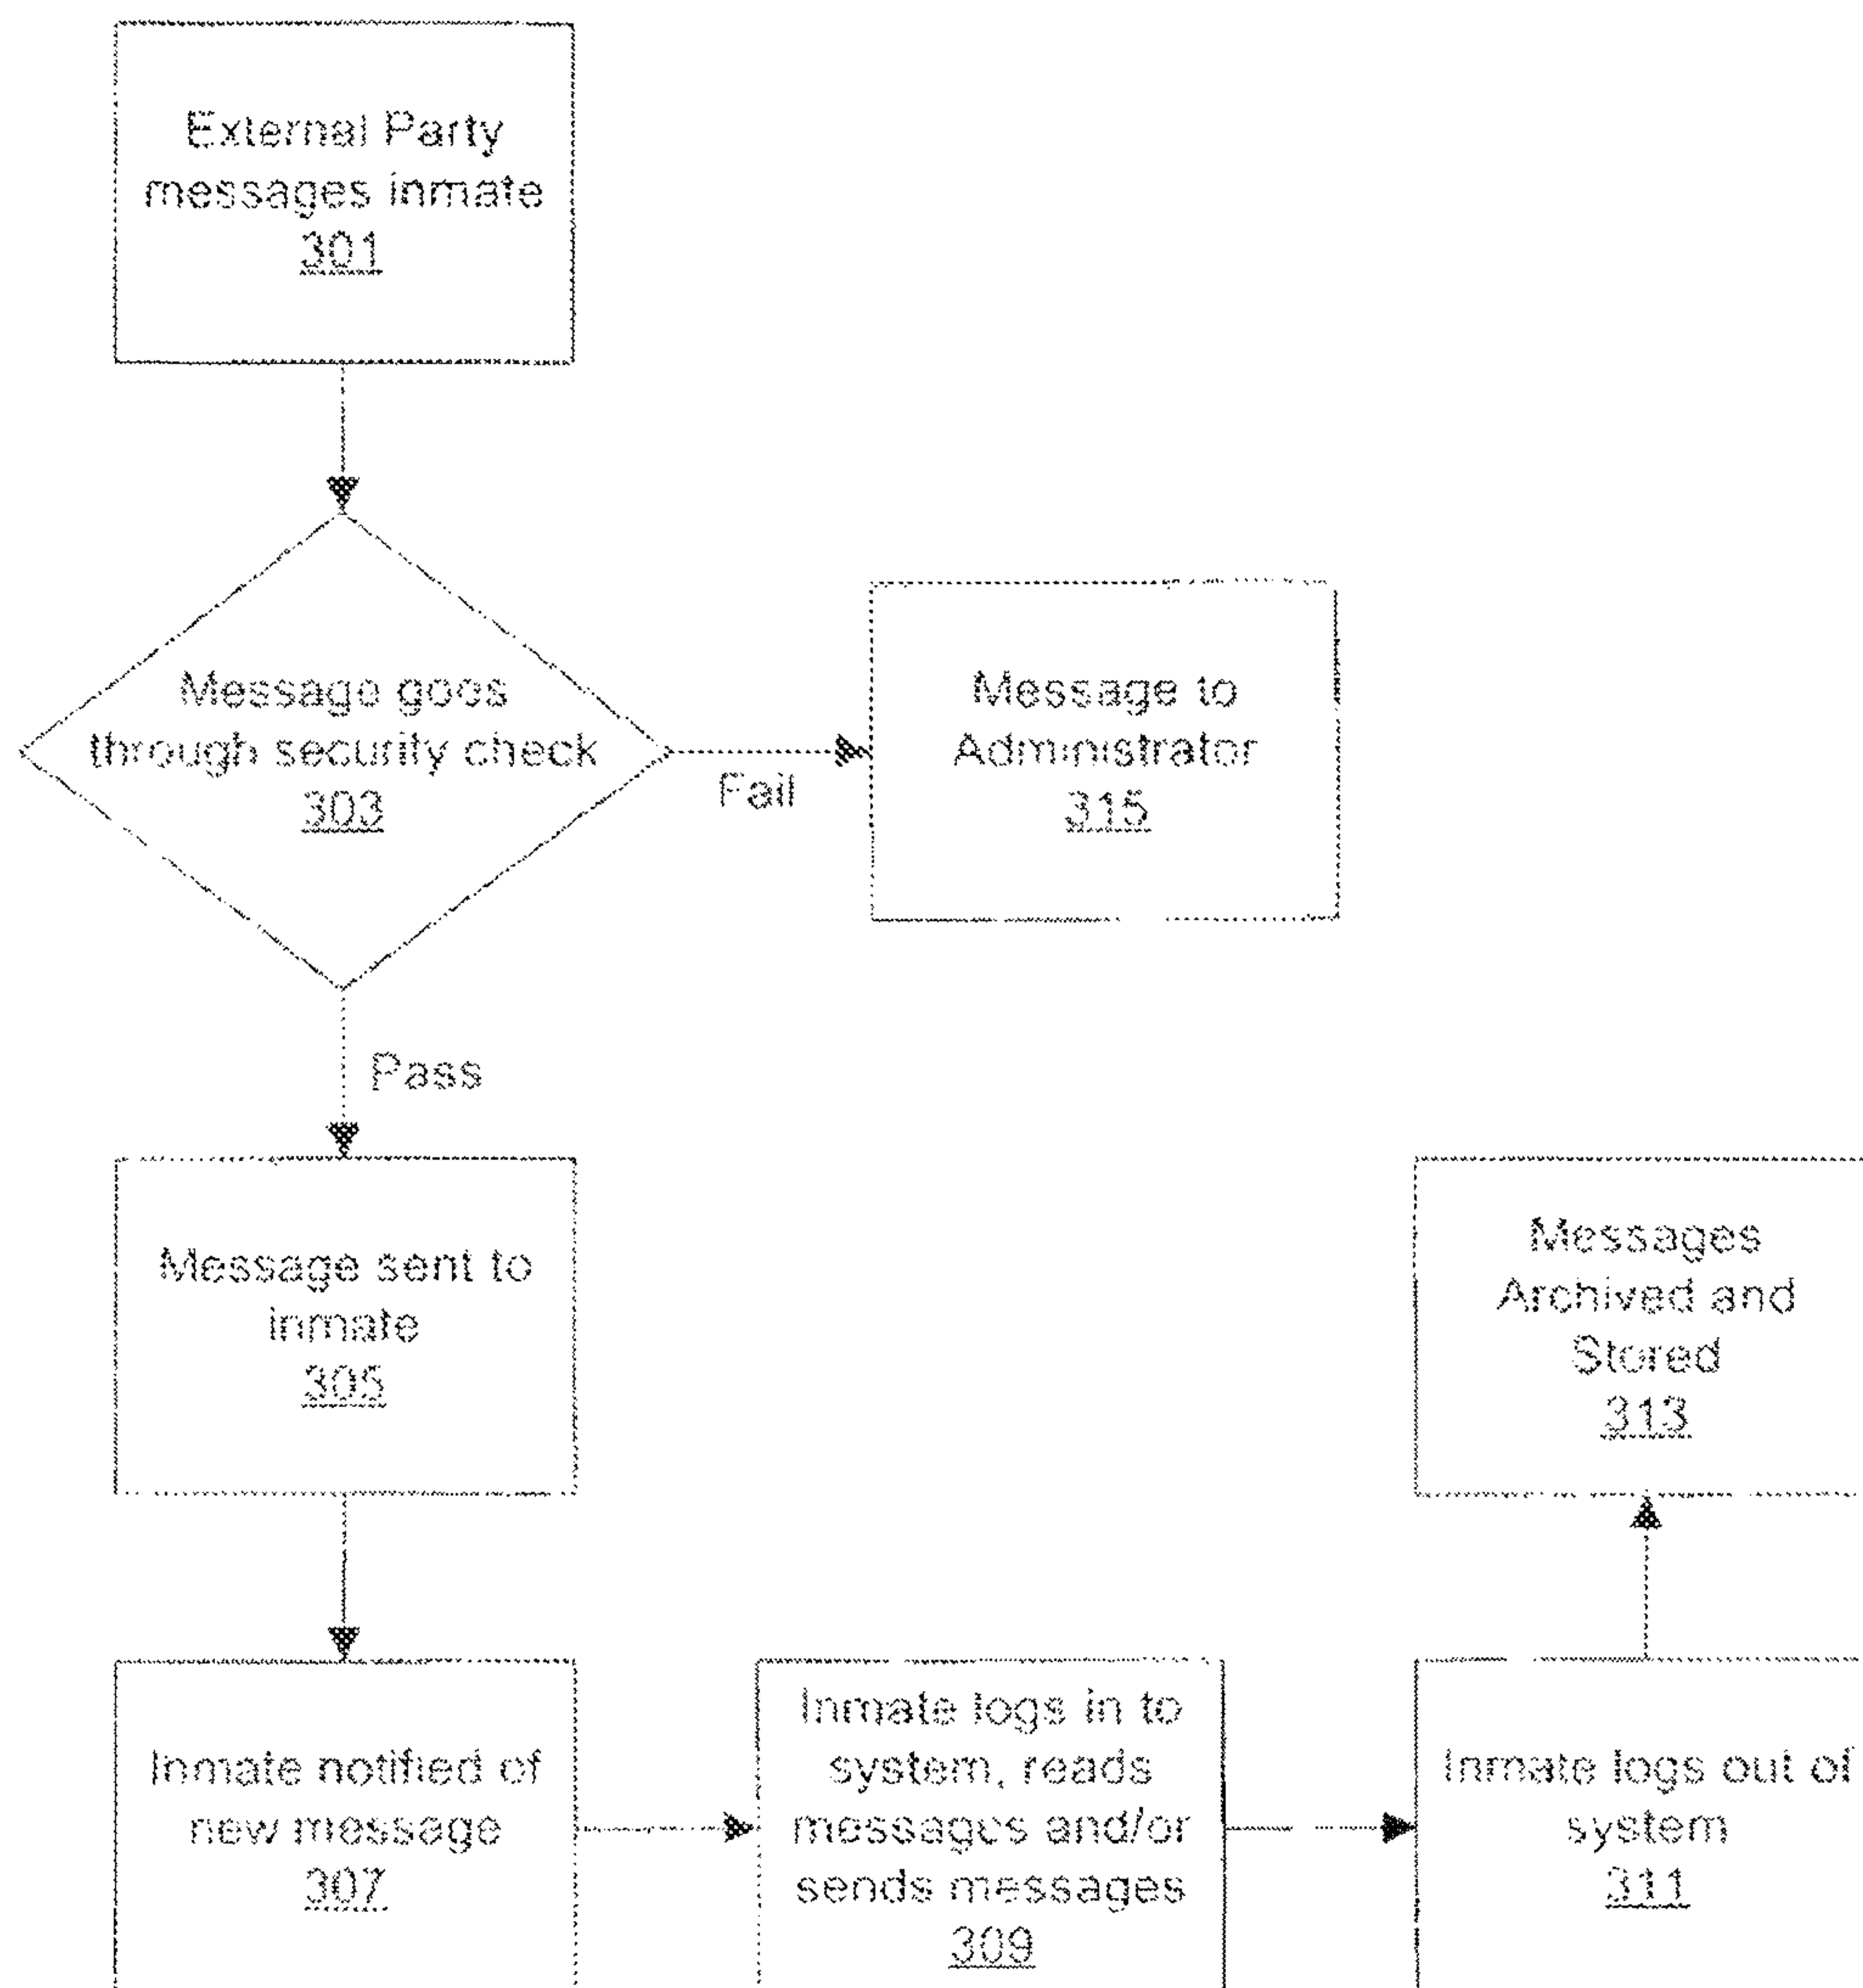 External Party
messages inmate
301
Message goes
through security check
303
Fail
Message to
Administrator
315
Pass
Message sent to
inmate
305
Messages
Archived and
Stored
313
Inmate notified of
new message
307
Inmate logs in to
system, reads
messages and/or
sends messages
309
Inmate logs out of
system
311